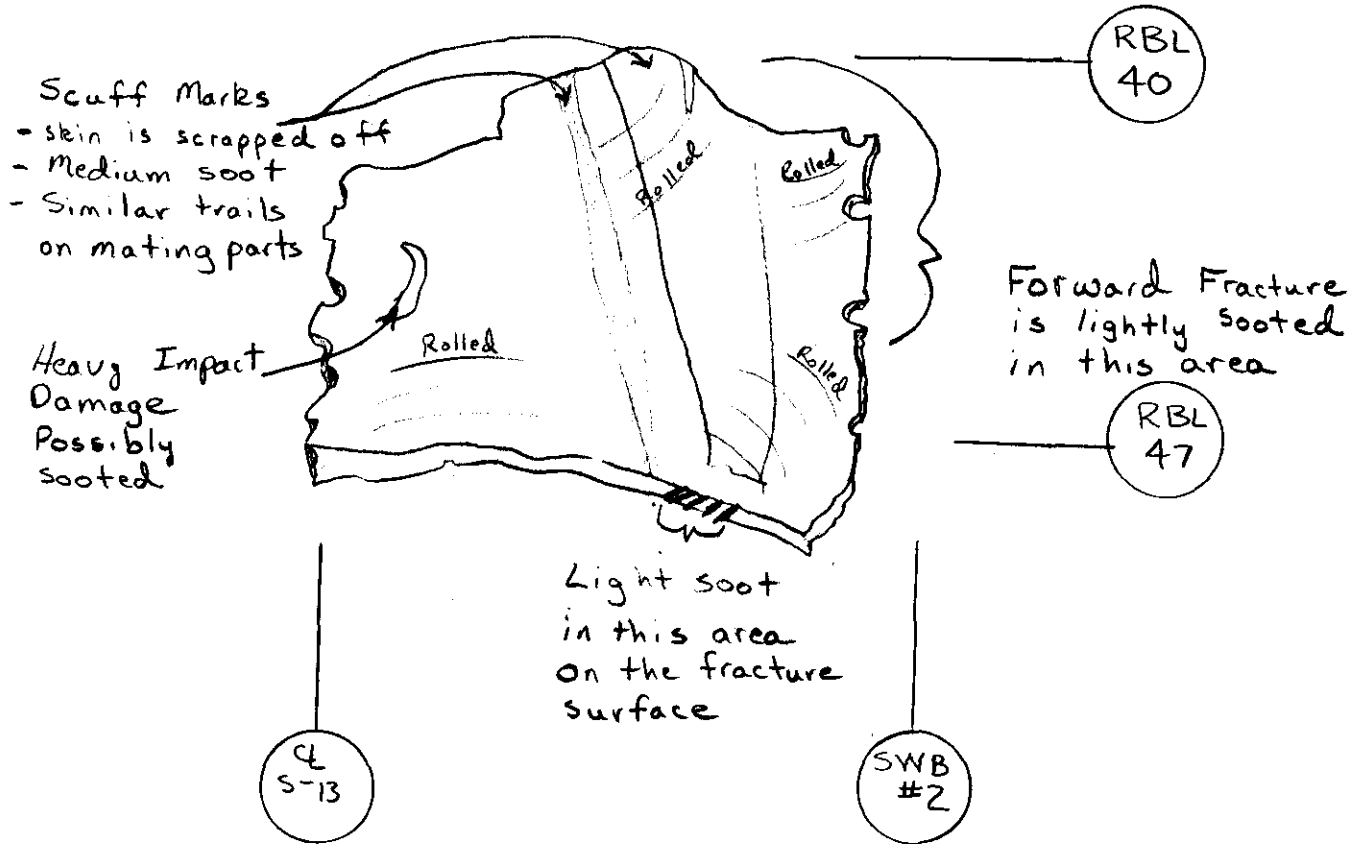 RBL
40
Scuff Marks
- skin is scrapped off
- Medium soot
- Similar trails
on mating parts
Rolled
Rolled
Heavy Impact
Damage
Possibly
sooted
Rolled
Rolled
Forward Fracture
is lightly sooted
in this area
RBL
47
Light soot
in this area
on the fracture
surface
℄
S-13
SWB
#2